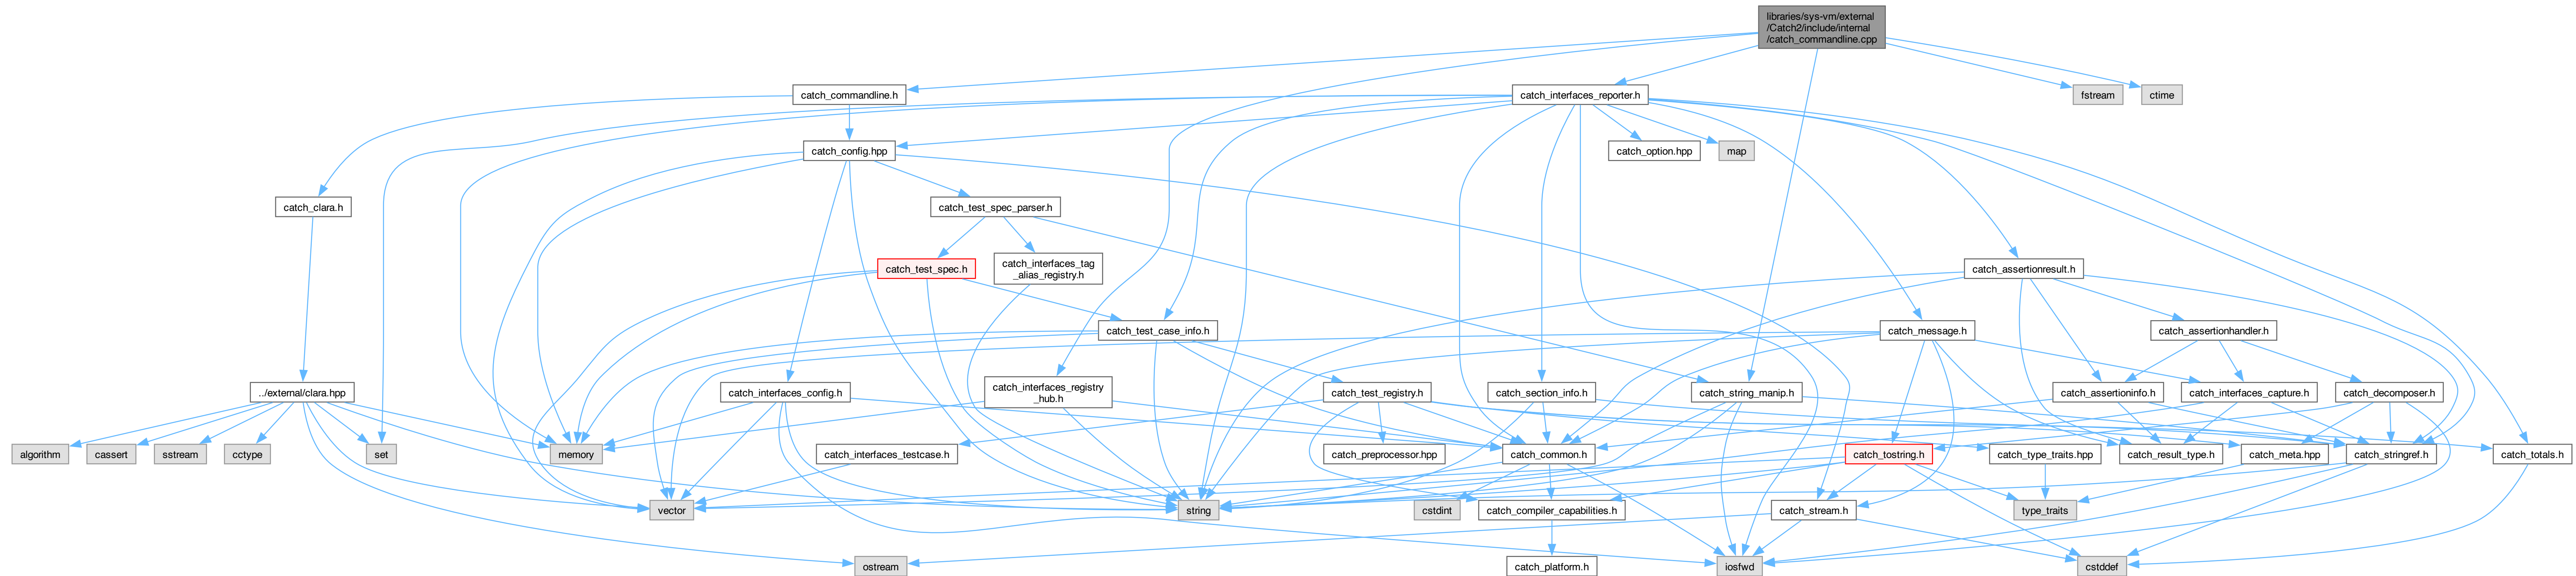 libraries/sys-vm/external
/Catch2/include/internal
/catch_commandline.cpp
catch_commandline.h
catch_interfaces_reporter.h
fstream
ctime
catch_config.hpp
catch_option.hpp
map
catch_clara.h
catch_test_spec_parser.h
catch_test_spec.h
catch_interfaces_tag
_alias_registry.h
catch_assertionresult.h
catch_test_case_info.h
catch_message.h
catch_assertionhandler.h
../external/clara.hpp
catch_interfaces_config.h
catch_interfaces_registry
_hub.h
catch_string_manip.h
catch_test_registry.h
catch_section_info.h
catch_assertioninfo.h
catch_interfaces_capture.h
catch_decomposer.h
algorithm
cassert
sstream
cctype
set
memory
catch_interfaces_testcase.h
catch_preprocessor.hpp
catch_common.h
catch_tostring.h
catch_type_traits.hpp
catch_result_type.h
catch_meta.hpp
catch_stringref.h
catch_totals.h
vector
string
cstdint
catch_compiler_capabilities.h
catch_stream.h
type_traits
ostream
catch_platform.h
iosfwd
cstddef